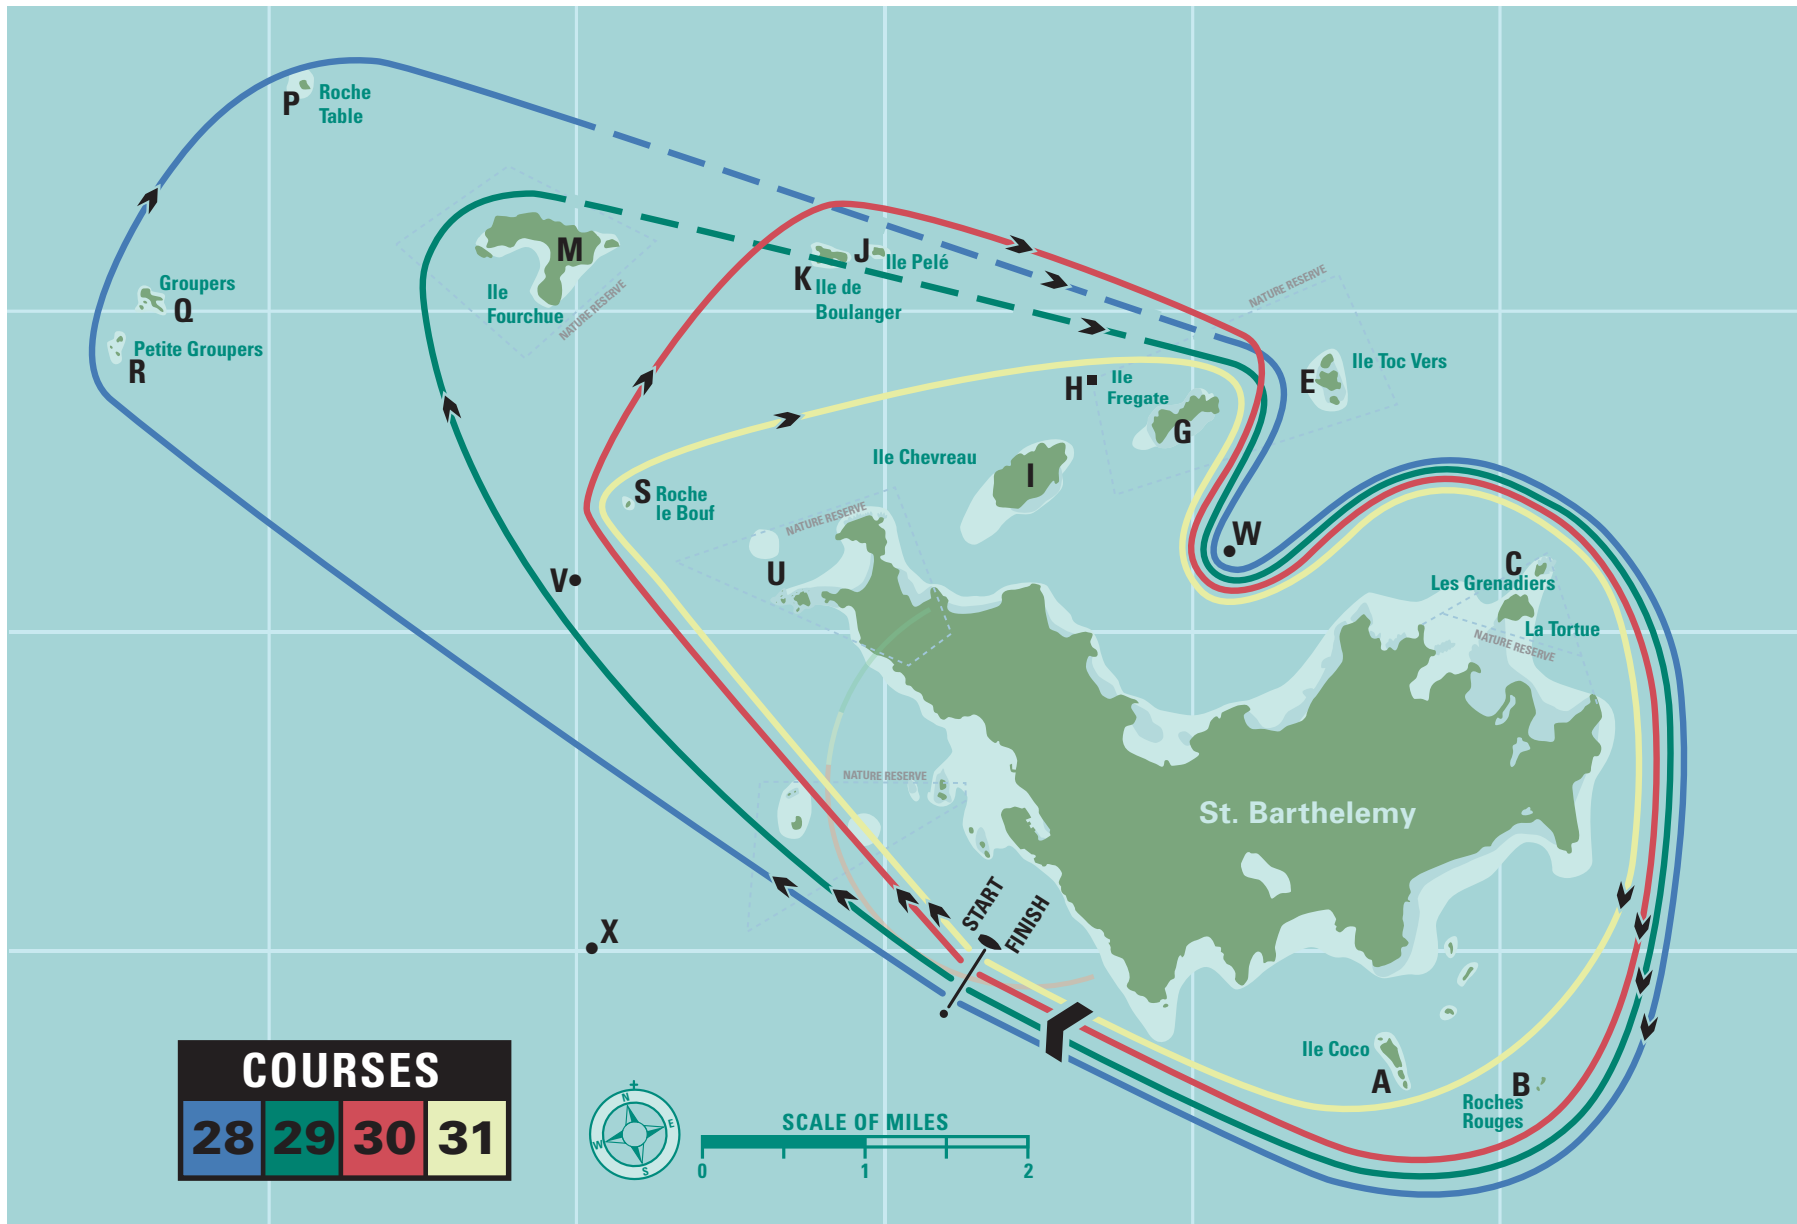 P
Roche
Table
M
Ile
Fourchue
NATURE RESERVE
Groupers
Q
Petite Groupers
R
J
K
Ile Pelé
Ile de
Boulanger
NATURE RESERVE
E
Ile Toc Vers
H
Ile
Fregate
G
Ile Chevreau
I
S
Roche
le Bouf
NATURE RESERVE
U
V
W
C
Les Grenadiers
La Tortue
NATURE RESERVE
NATURE RESERVE
St. Barthelemy
X
START
FINISH
Ile Coco
A
B
Roches
Rouges
COURSES
28 29 30 31
N
E
S
W
SCALE OF MILES
0 1 2